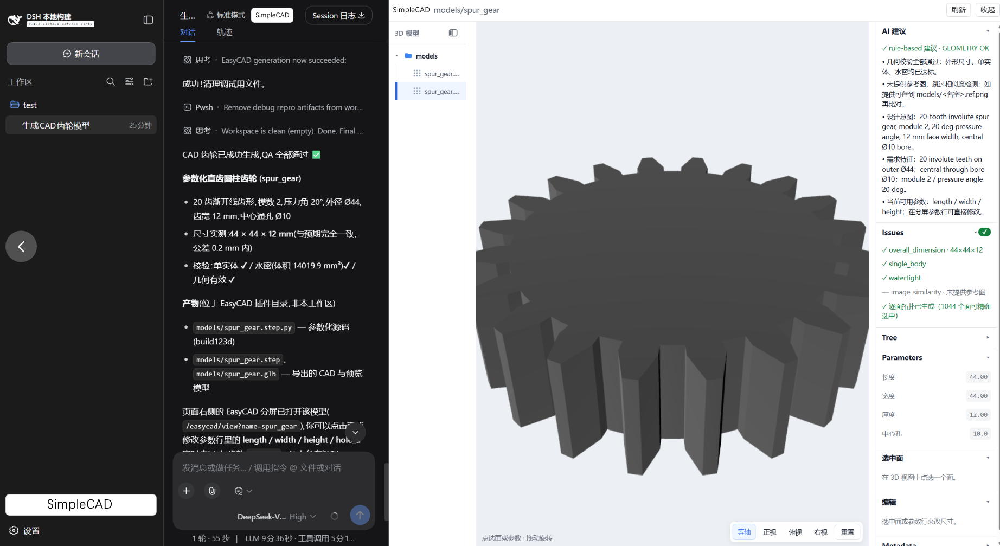 DSH 本地构建
0.1.3-alpha.1-daf973c-dirty
新会话
工作区
test
生成CAD齿轮模型
25分钟
SimpleCAD
设置
生...
标准模式
SimpleCAD
Session 日志
对话
轨迹
思考 · EasyCAD generation now succeeded:
成功!清理调试用文件。
Pwsh · Remove debug repro artifacts from wor...
思考 · Workspace is clean (empty). Done. Final ...
CAD 齿轮已成功生成,QA 全部通过 ✅
参数化直齿圆柱齿轮 (spur_gear)
• 20 齿渐开线齿形,模数 2,压力角 20°,外径 Ø44,
齿宽 12 mm,中心通孔 Ø10
• 尺寸实测:44 × 44 × 12 mm(与预期完全一致,
公差 0.2 mm 内)
• 校验:单实体 ✓ / 水密(体积 14019.9 mm³)✓ /
几何有效 ✓
产物(位于 EasyCAD 插件目录,非本工作区)
• models/spur_gear.step.py — 参数化源码
(build123d)
• models/spur_gear.step、
models/spur_gear.glb — 导出的 CAD 与预览
模型
页面右侧的 EasyCAD 分屏已打开该模型(
/easycad/view?name=spur_gear),你可以点击
修改参数行里的 length / width / height / hole_
发消息或做任务... / 调用指令 @ 文件或对话
DeepSeek-V...
High
1 轮 · 55 步 | LLM 9分36秒 · 工具调用 5分1...
SimpleCAD models/spur_gear
刷新
收起
3D 模型
models
spur_gear....
spur_gear....
点选面或参数 · 拖动旋转
等轴
正视
俯视
右视
重置
AI 建议
✓ rule-based 建议 · GEOMETRY OK
• 几何校验全部通过：外形尺寸、单实
体、水密均已达标。
• 未提供参考图，跳过相似度检测；如
提供可存到 models/<名字>.ref.png
再比对。
• 设计意图：20-tooth involute spur
gear, module 2, 20 deg pressure
angle, 12 mm face width, central
Ø10 bore。
• 需求特征：20 involute teeth on
outer Ø44；central through bore
Ø10；module 2 / pressure angle
20 deg。
• 当前可用参数：length / width /
height；在分屏参数行可直接修改。
Issues
✓ overall_dimension · 44×44×12
✓ single_body
✓ watertight
— image_similarity · 未提供参考图
✓ 逐面拓扑已生成（1044 个面可精确
选中）
Tree
Parameters
长度
44.00
宽度
44.00
厚度
12.00
中心孔
10.0
选中面
在 3D 视图中点选一个面。
编辑
选中面或参数行来改尺寸。
Metadata